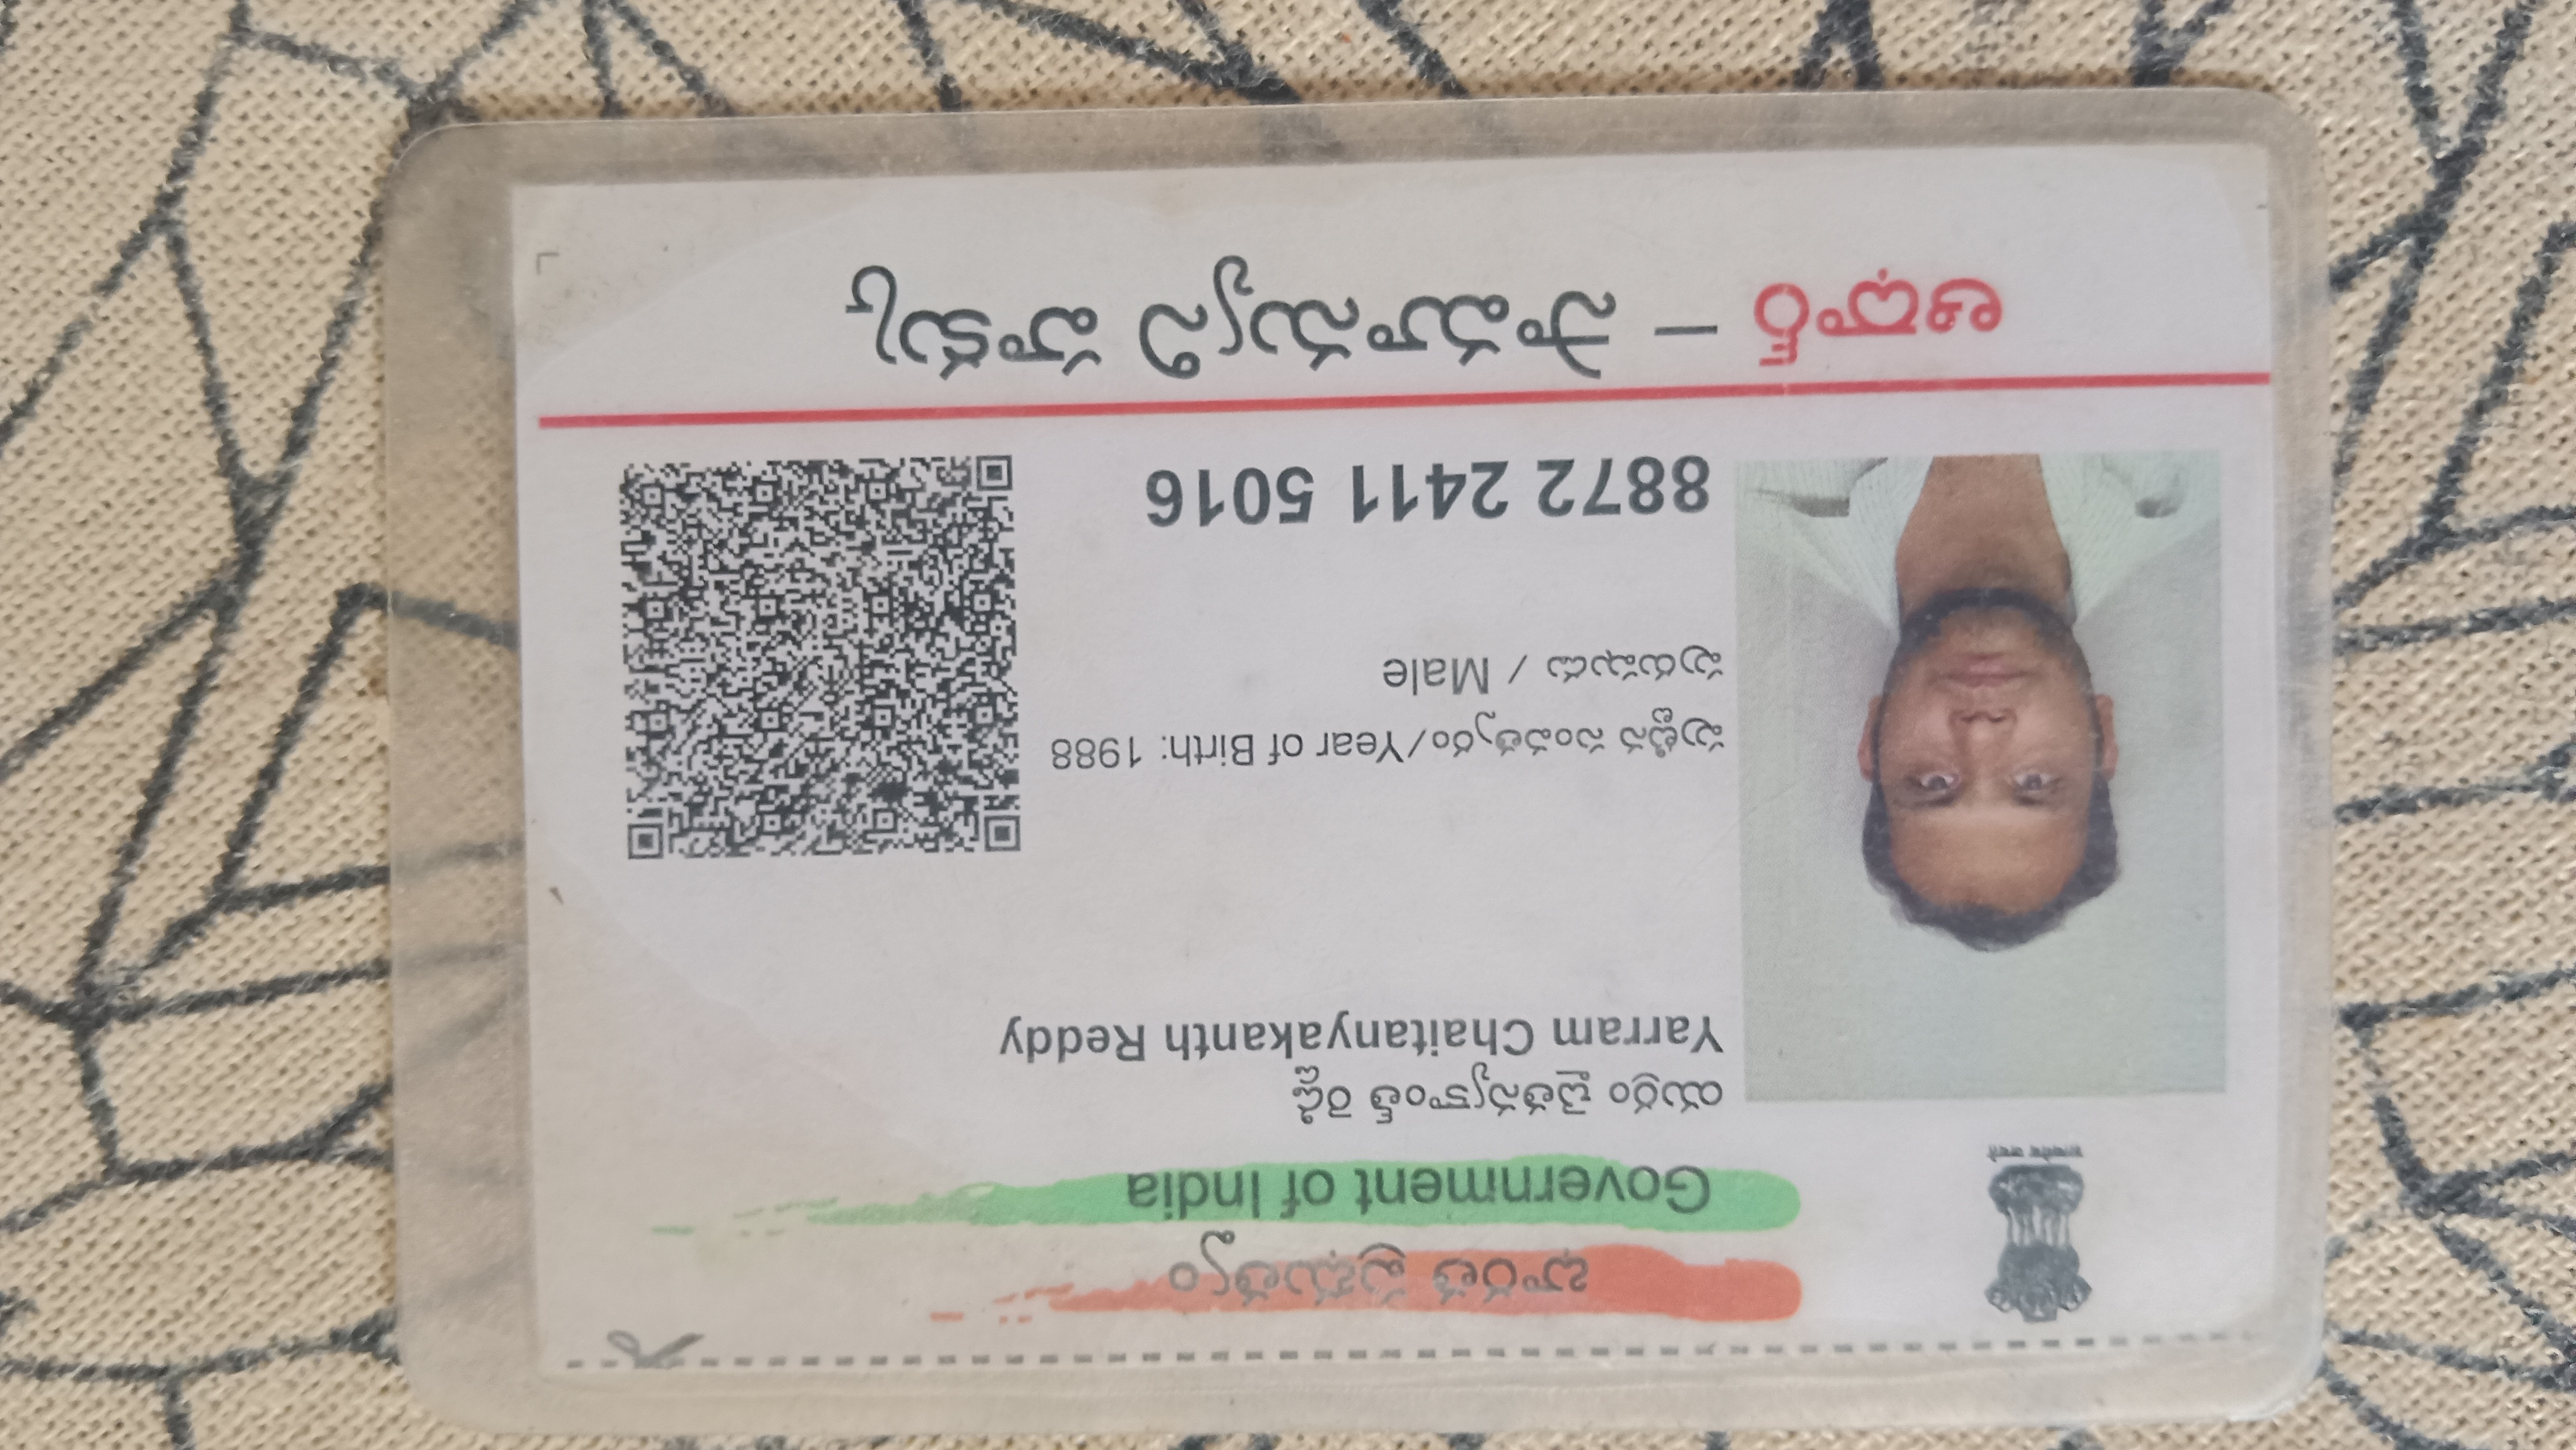 భారత ప్రభుత్వం
Government of India
యర్రం చైతన్యకాంత్ రెడ్డి
Yarram Chaitanyakanth Reddy
పుట్టిన సంవత్సరం/Year of Birth: 1988
పురుషుడు / Male
8872 2411 5016
ఆధార్ – సామాన్యుని హక్కు